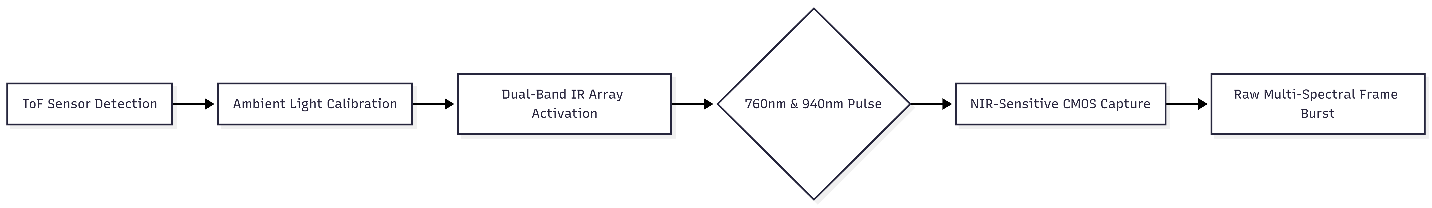 ToF Sensor Detection
Ambient Light Calibration
Dual-Band IR Array
Activation
760nm & 940nm Pulse
NIR-Sensitive CMOS Capture
Raw Multi-Spectral Frame
Burst